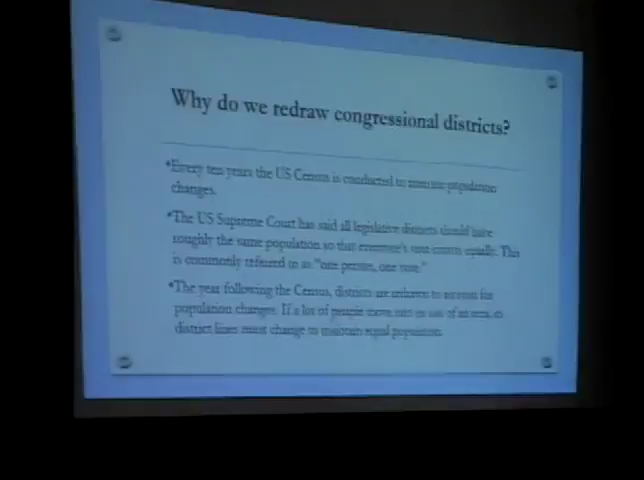 Why do we redraw congressional districts?
•Every ten years the US Census is conducted to measure population
changes.
•The US Supreme Court has said all legislative districts should have
roughly the same population so that everyone's vote counts equally. This
is commonly referred to as "one person, one vote."
•The year following the Census, districts are redrawn to account for
population changes. If a lot of people move into or out of an area,
district lines must change to maintain equal population.